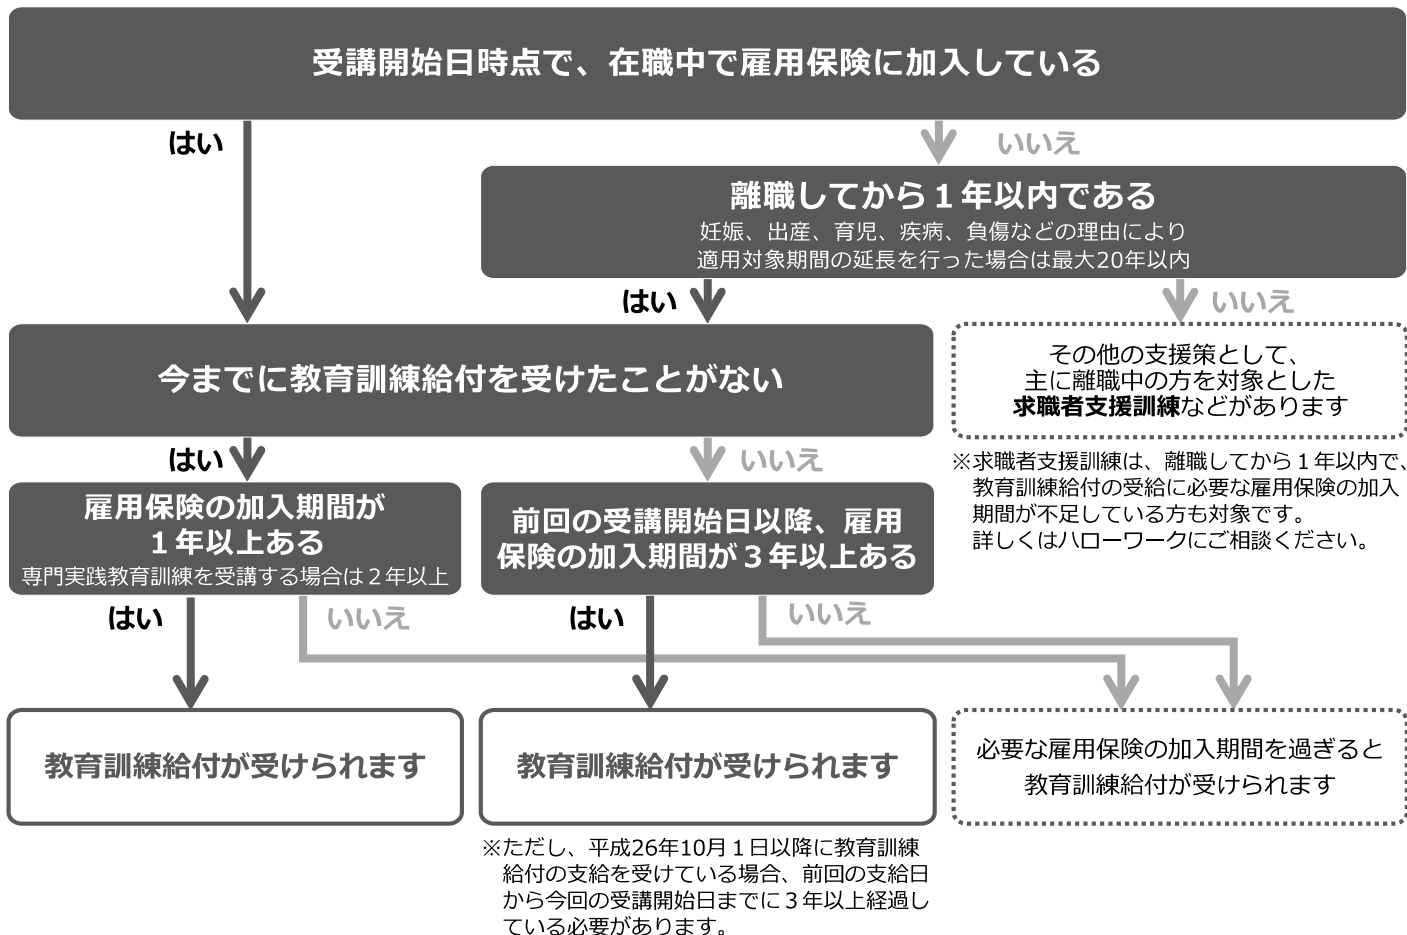 受講開始日時点で、在職中で雇用保険に加入している
はい
いいえ
離職してから１年以内である
妊娠、出産、育児、疾病、負傷などの理由により
適用対象期間の延長を行った場合は最大20年以内
はい
いいえ
今までに教育訓練給付を受けたことがない
その他の支援策として、
主に離職中の方を対象とした
求職者支援訓練などがあります
※求職者支援訓練は、離職してから１年以内で、
教育訓練給付の受給に必要な雇用保険の加入
期間が不足している方も対象です。
詳しくはハローワークにご相談ください。
はい
いいえ
雇用保険の加入期間が
１年以上ある
専門実践教育訓練を受講する場合は２年以上
前回の受講開始日以降、雇用
保険の加入期間が３年以上ある
はい
いいえ
はい
いいえ
教育訓練給付が受けられます
教育訓練給付が受けられます
必要な雇用保険の加入期間を過ぎると
教育訓練給付が受けられます
※ただし、平成26年10月１日以降に教育訓練
給付の支給を受けている場合、前回の支給日
から今回の受講開始日までに３年以上経過し
ている必要があります。